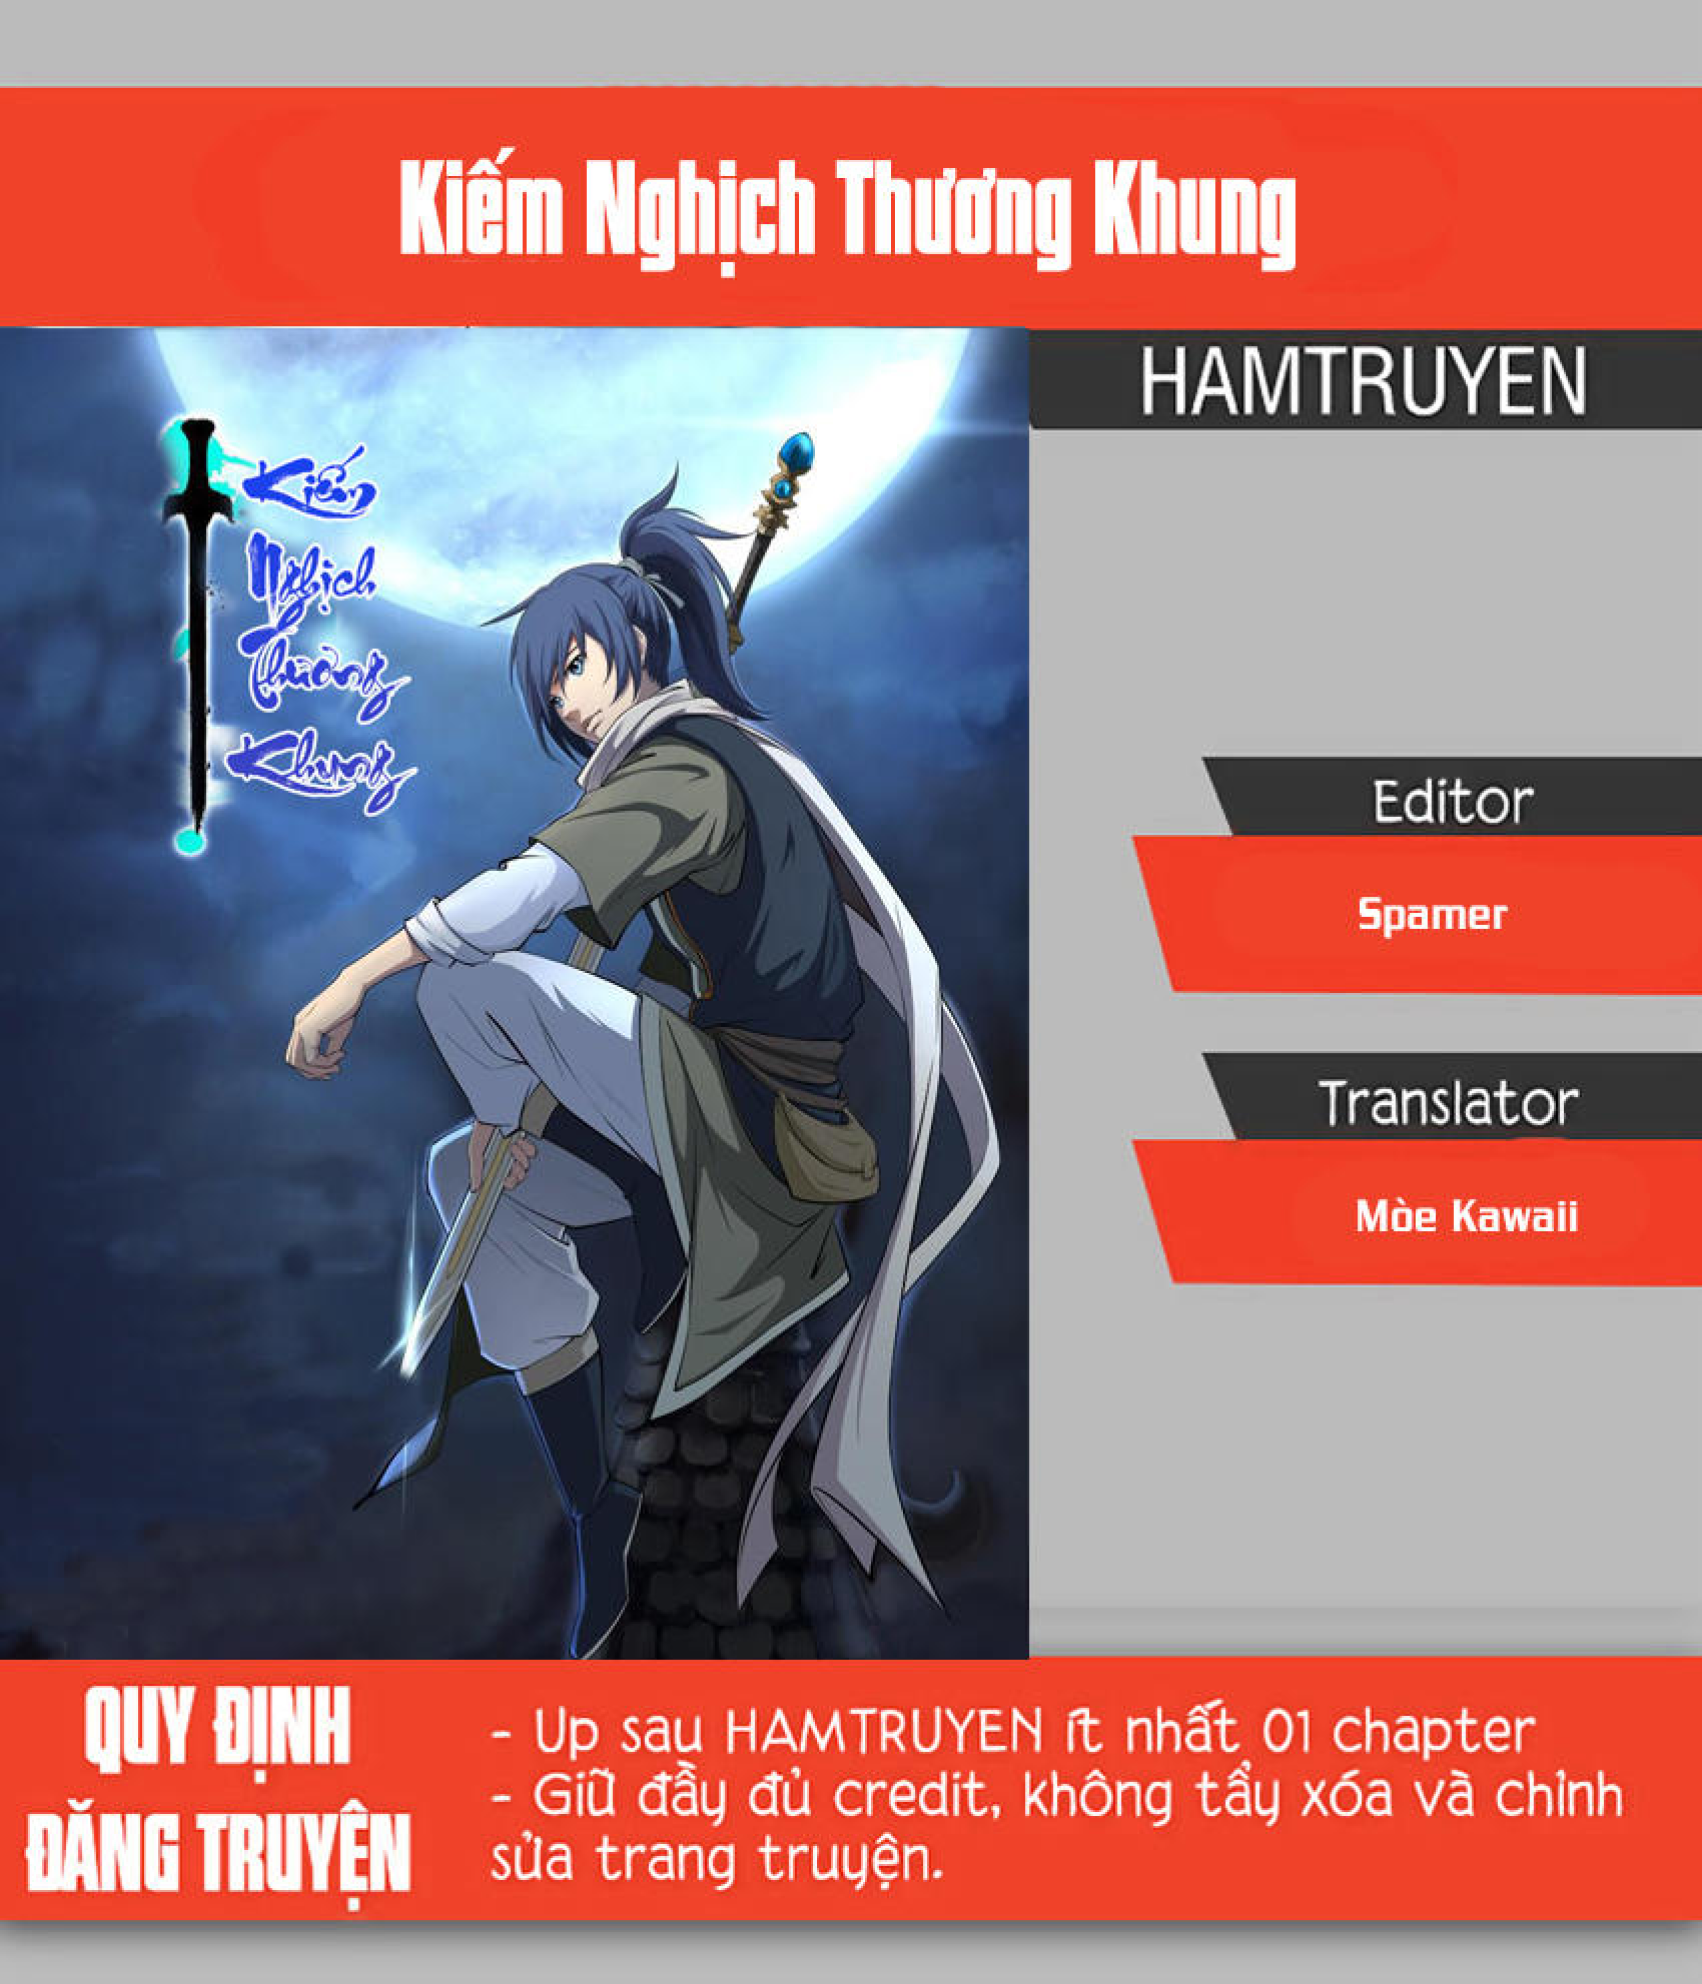 Kiếm Nghịch Thương Khung
HAMTRUYEN
Kiếm
Nghịch
Thương
Khung
Editor
Spamer
Translator
Mòe Kawaii
QUY ĐỊNH
ĐĂNG TRUYỆN
- Up sau HAMTRUYEN ít nhất 01 chapter
- Giữ đầy đủ credit, không tẩy xóa và chỉnh
sửa trang truyện.